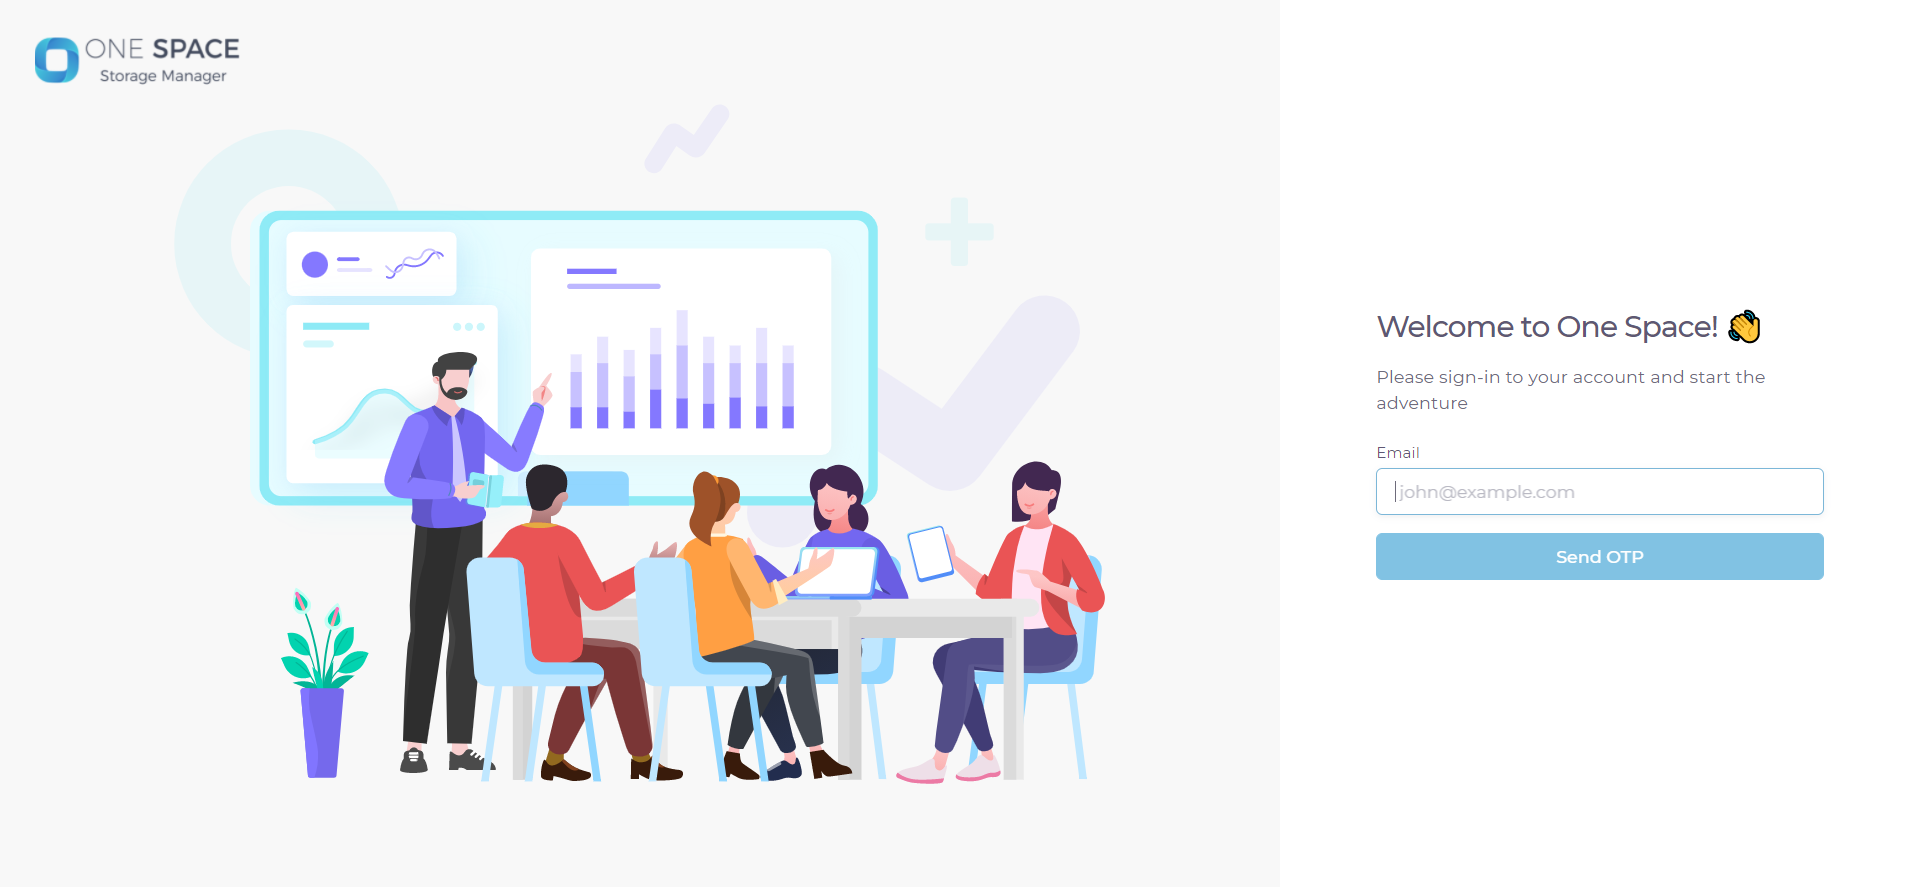 ONE SPACE
Storage Manager
Welcome to One Space! 👋
Please sign-in to your account and start the
adventure
Email
john@example.com
Send OTP